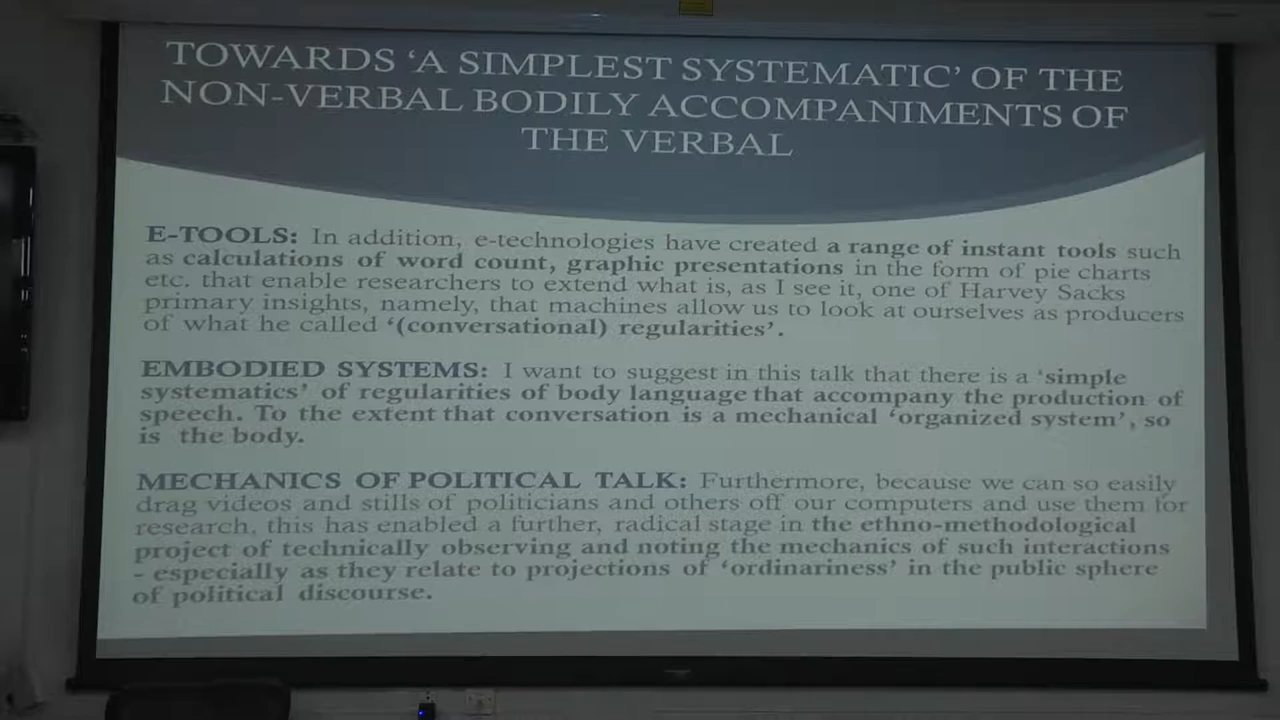 TOWARDS ‘A SIMPLEST SYSTEMATIC’ OF THE
NON-VERBAL BODILY ACCOMPANIMENTS OF
THE VERBAL
E-TOOLS: In addition, e-technologies have created a range of instant tools such
as calculations of word count, graphic presentations in the form of pie charts
etc. that enable researchers to extend what is, as I see it, one of Harvey Sacks
primary insights, namely, that machines allow us to look at ourselves as producers
of what he called ‘(conversational) regularities’.
EMBODIED SYSTEMS: I want to suggest in this talk that there is a ‘simple
systematics’ of regularities of body language that accompany the production of
speech. To the extent that conversation is a mechanical ‘organized system’, so
is the body.
MECHANICS OF POLITICAL TALK: Furthermore, because we can so easily
drag videos and stills of politicians and others off our computers and use them for
research, this has enabled a further, radical stage in the ethno-methodological
project of technically observing and noting the mechanics of such interactions
- especially as they relate to projections of ‘ordinariness’ in the public sphere
of political discourse.